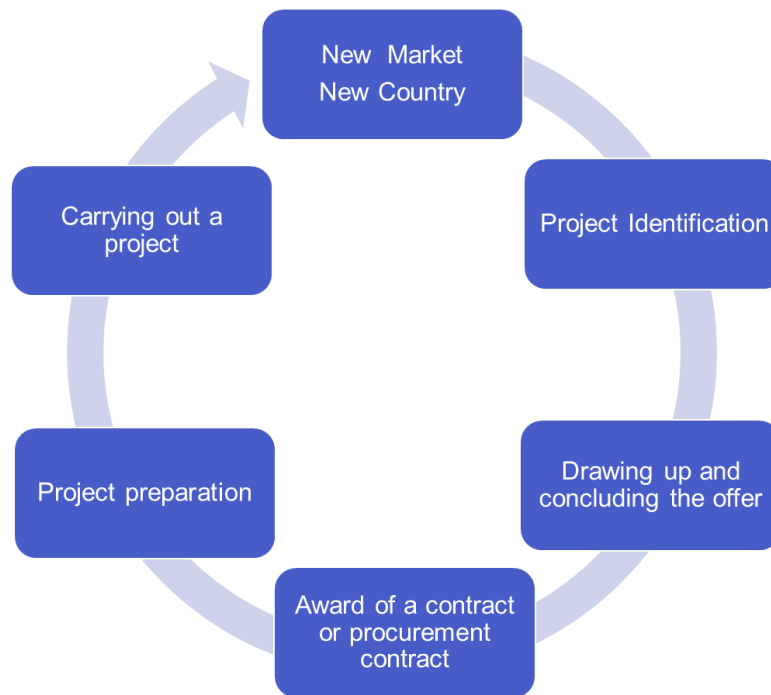 New Market
New Country
Project Identification
Drawing up and
concluding the offer
Award of a contract
or procurement
contract
Project preparation
Carrying out a
project